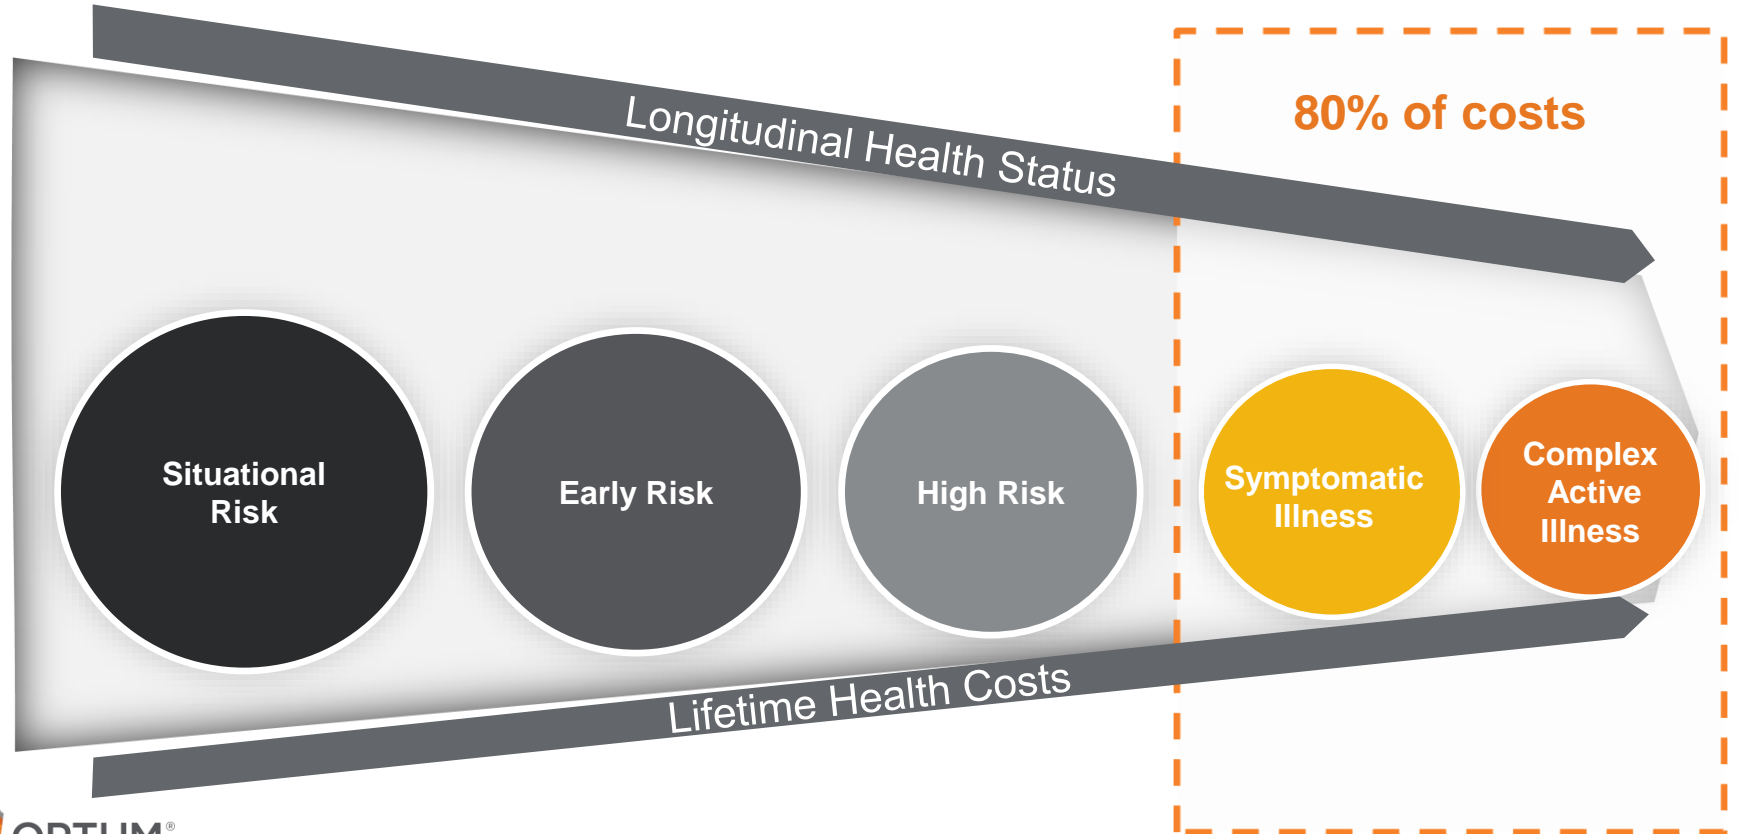 80% of costs
Longitudinal Health Status
Situational
Risk
Early Risk
High Risk
Symptomatic
Illness
Complex
Active
Illness
Lifetime Health Costs
OPTUM®